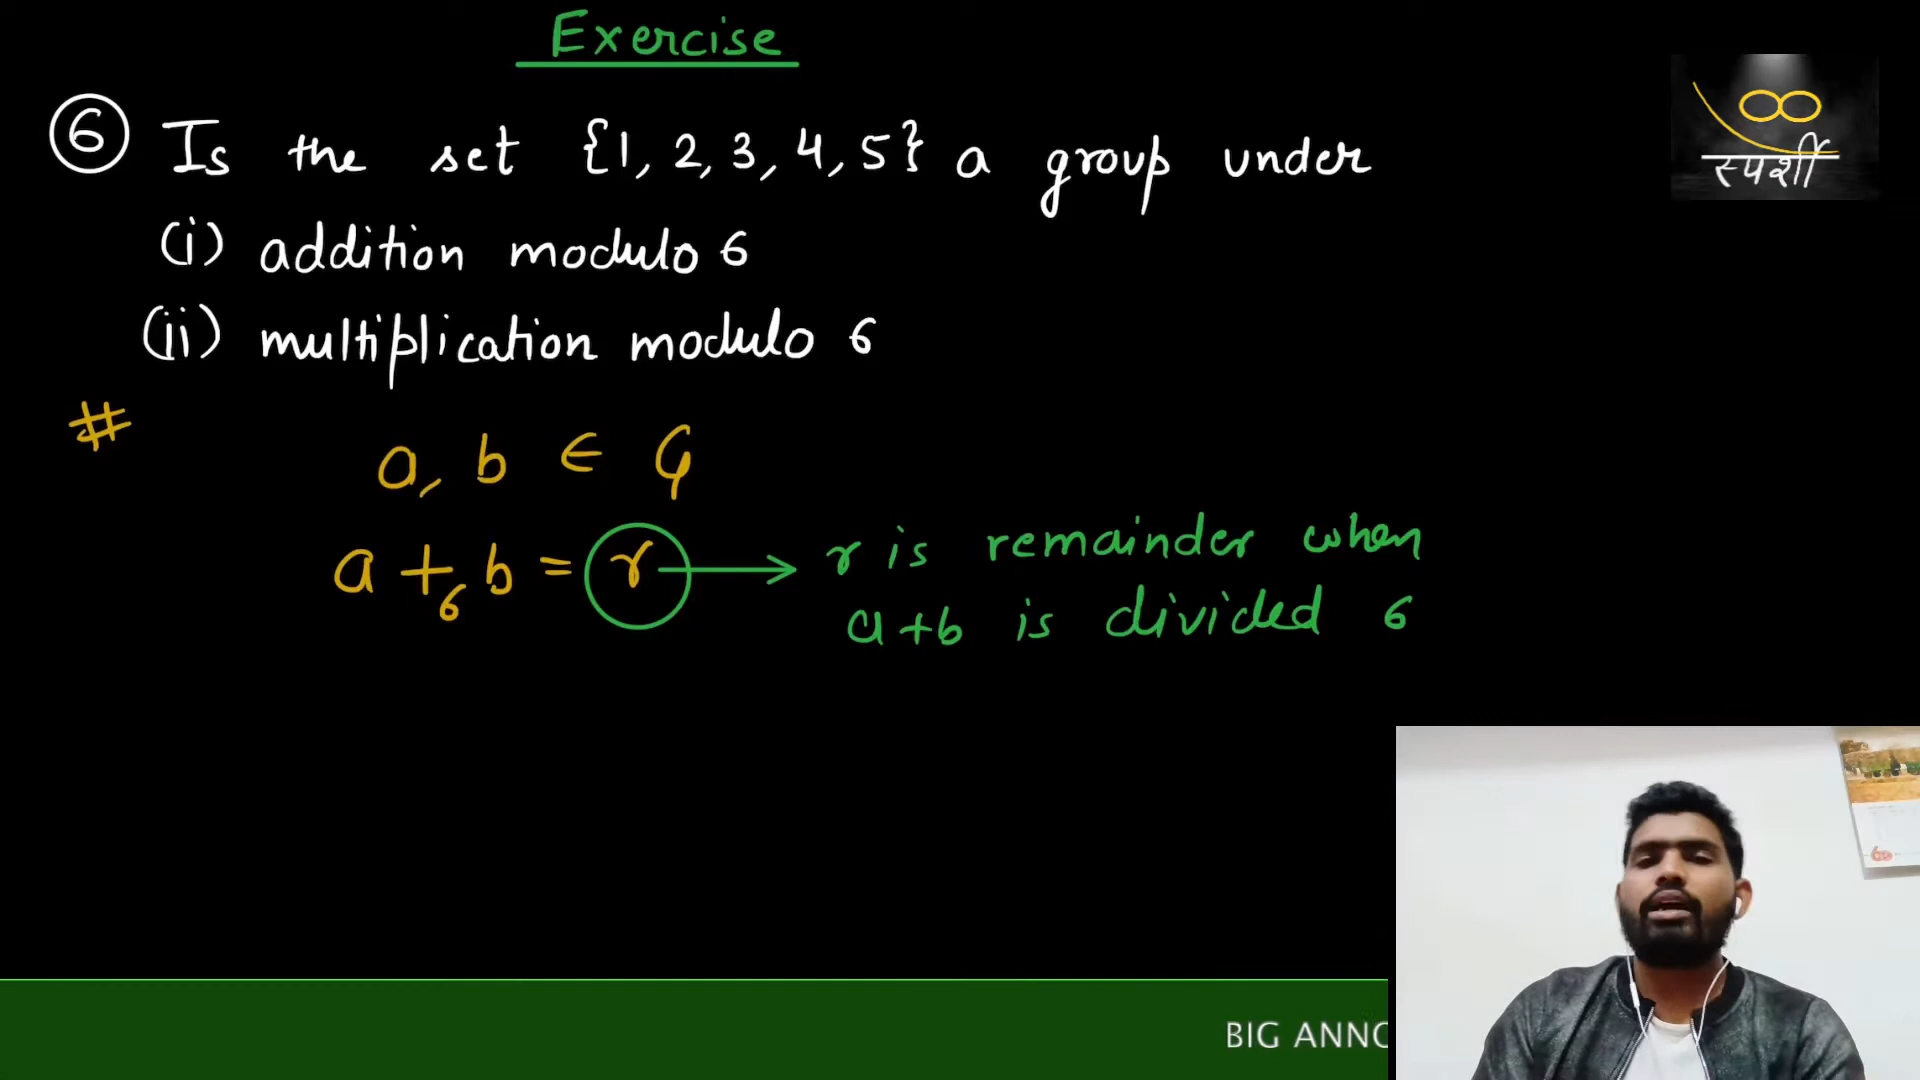 Exercise
⑥ Is the set {1, 2, 3, 4, 5} a group under
(i) addition modulo 6
(ii) multiplication modulo 6
#
a, b ∈ G
a +₆ b = r → r is remainder when
a+b is divided 6
∞
स्पर्शी
BIG ANNO